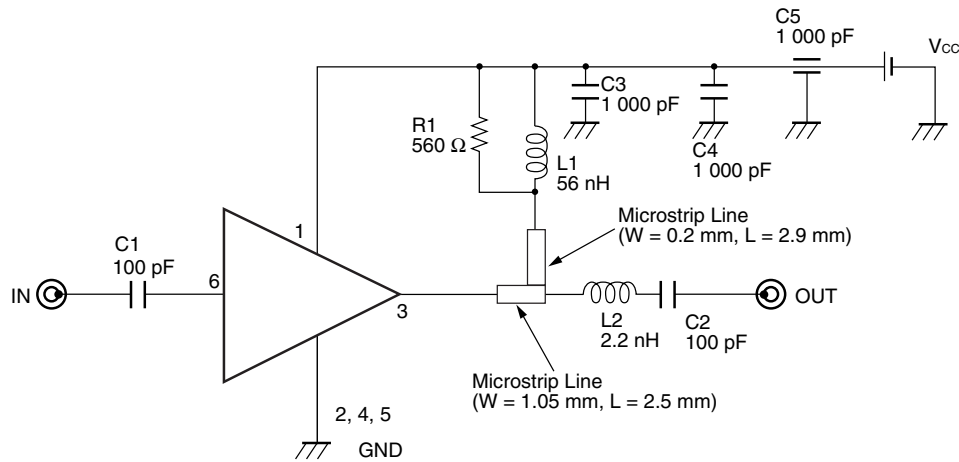 C5
1 000 pF
VCC
C3
1 000 pF
R1
560 Ω
L1
56 nH
C4
1 000 pF
Microstrip Line
(W = 0.2 mm, L = 2.9 mm)
C1
100 pF
1
IN
6
3
OUT
L2
2.2 nH
C2
100 pF
Microstrip Line
(W = 1.05 mm, L = 2.5 mm)
2, 4, 5
GND